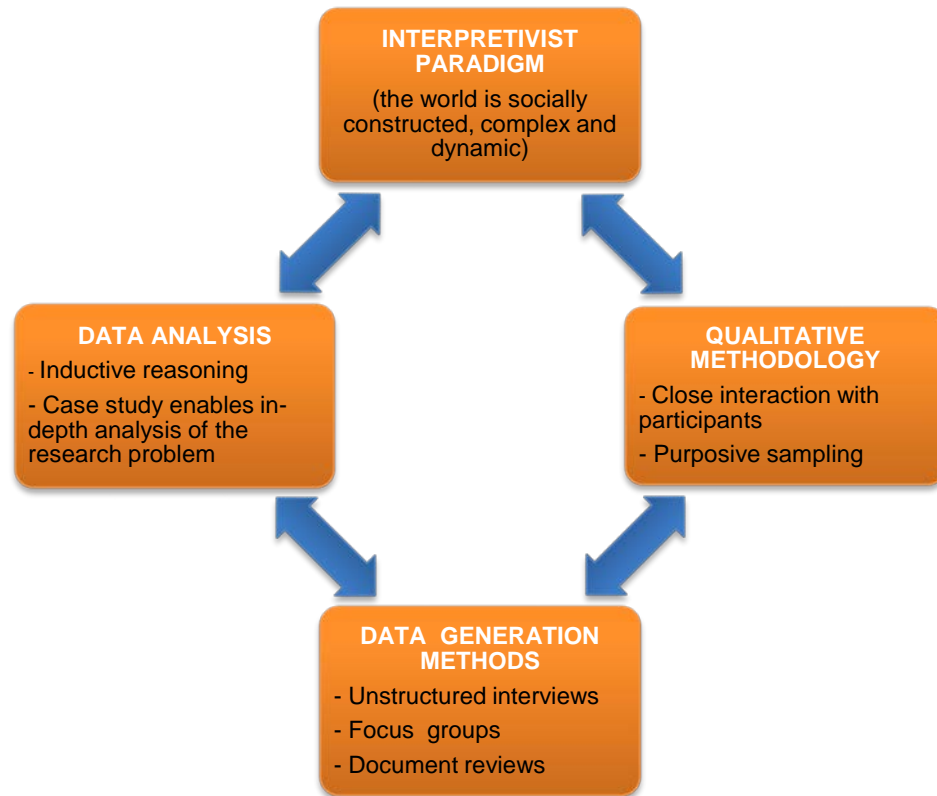 INTERPRETIVIST
PARADIGM
(the world is socially
constructed, complex and
dynamic)
DATA ANALYSIS
- Inductive reasoning
- Case study enables in-
depth analysis of the
research problem
QUALITATIVE
METHODOLOGY
- Close interaction with
participants
- Purposive sampling
DATA GENERATION
METHODS
- Unstructured interviews
- Focus groups
- Document reviews